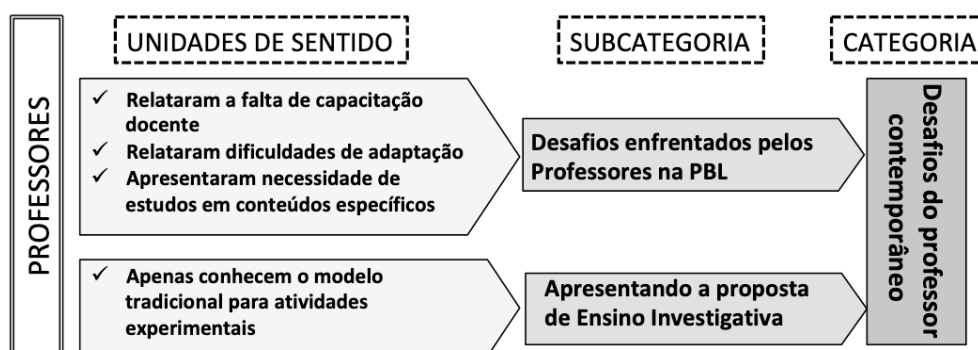 UNIDADES DE SENTIDO
SUBCATEGORIA
CATEGORIA
PROFESSORES
✓ Relataram a falta de capacitação
docente
✓ Relataram dificuldades de adaptação
✓ Apresentaram necessidade de
estudos em conteúdos específicos
Desafios enfrentados pelos
Professores na PBL
Desafios do professor
contemporâneo
✓ Apenas conhecem o modelo
tradicional para atividades
experimentais
Apresentando a proposta
de Ensino Investigativa